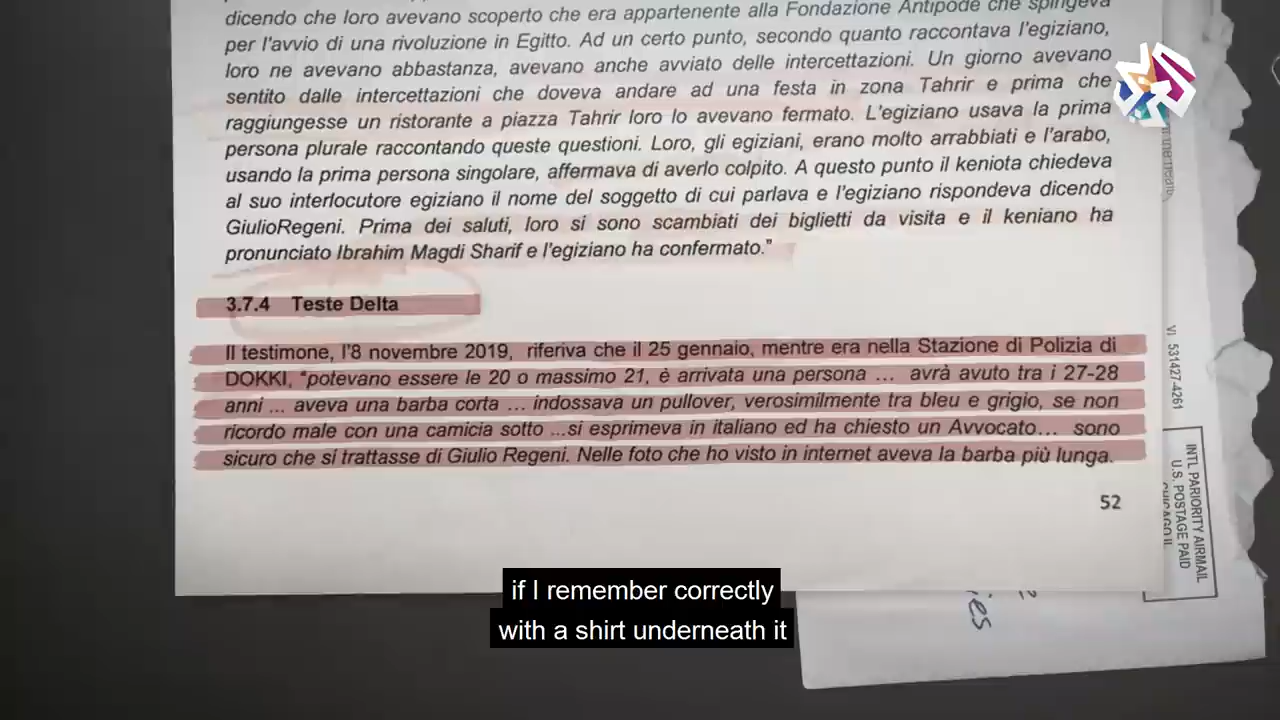 dicendo che loro avevano scoperto che era appartenente alla Fondazione Antipode che spingeva
per l'avvio di una rivoluzione in Egitto. Ad un certo punto, secondo quanto raccontava l'egiziano,
loro ne avevano abbastanza, avevano anche avviato delle intercettazioni. Un giorno avevano
sentito dalle intercettazioni che doveva andare ad una festa in zona Tahrir e prima che
raggiungesse un ristorante a piazza Tahrir loro lo avevano fermato. L'egiziano usava la prima
persona plurale raccontando queste questioni. Loro, gli egiziani, erano molto arrabbiati e l'arabo,
usando la prima persona singolare, affermava di averlo colpito. A questo punto il keniota chiedeva
al suo interlocutore egiziano il nome del soggetto di cui parlava e l'egiziano rispondeva dicendo
GiulioRegeni. Prima dei saluti, loro si sono scambiati dei biglietti da visita e il keniano ha
pronunciato Ibrahim Magdi Sharif e l'egiziano ha confermato."
3.7.4 Teste Delta
Il testimone, l'8 novembre 2019, riferiva che il 25 gennaio, mentre era nella Stazione di Polizia di
DOKKI, "potevano essere le 20 o massimo 21, è arrivata una persona … avrà avuto tra i 27-28
anni ... aveva una barba corta … indossava un pullover, verosimilmente tra bleu e grigio, se non
ricordo male con una camicia sotto ...si esprimeva in italiano ed ha chiesto un Avvocato… sono
sicuro che si trattasse di Giulio Regeni. Nelle foto che ho visto in internet aveva la barba più lunga.
52
VI 531427-4261
INTL PARIORITY AIRMAIL
U.S. POSTAGE PAID
CHICAGO IL
if I remember correctly
with a shirt underneath it